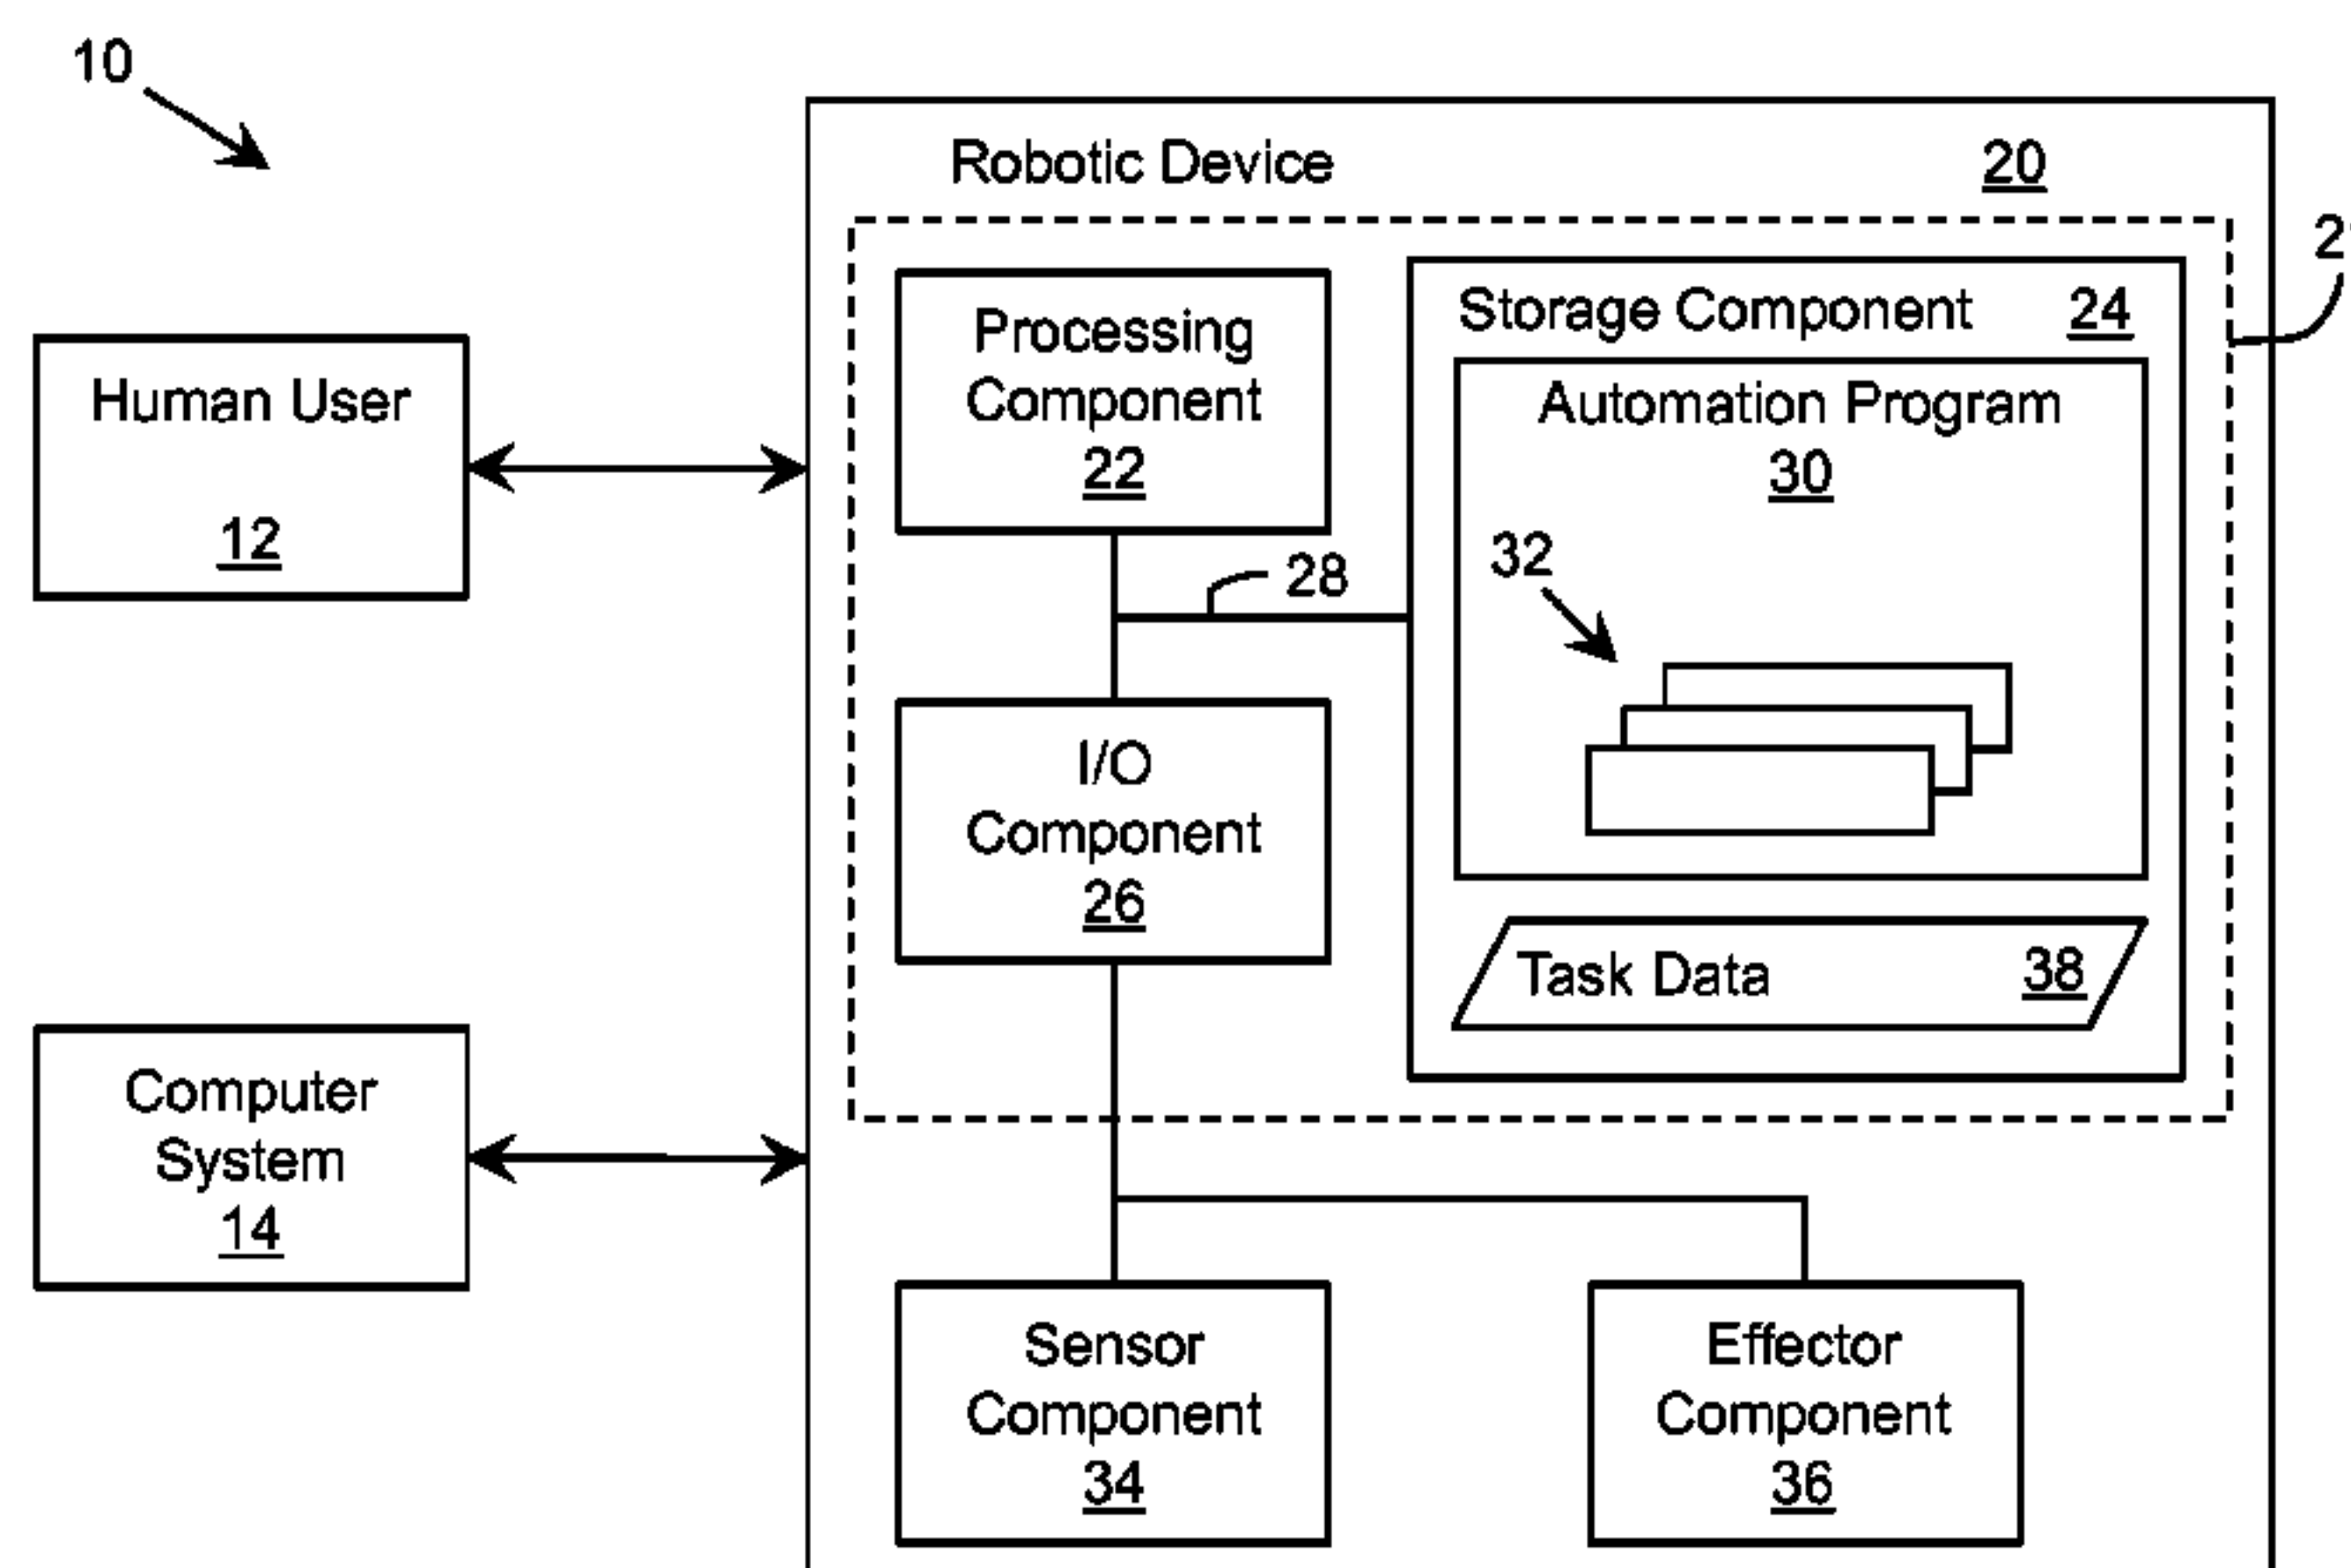 10
Robotic Device 20
Human User
12
Processing
Component
22
Storage Component 24
Automation Program
30
32
28
I/O
Component
26
Task Data 38
Computer
System
14
Sensor
Component
34
Effector
Component
36